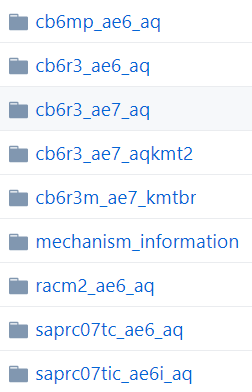 cb6mp_ae6_aq
cb6r3_ae6_aq
cb6r3_ae7_aq
cb6r3_ae7_aqkmt2
cb6r3m_ae7_kmtbr
mechanism_information
racm2_ae6_aq
saprc07tc_ae6_aq
saprc07tic_ae6i_aq